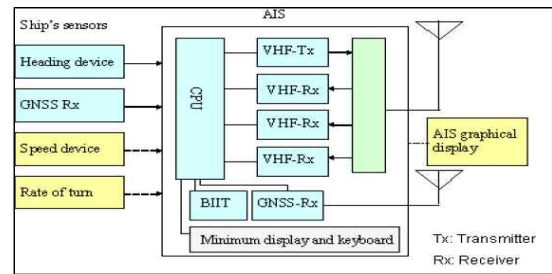 AIS
Ship's sensors
Heading device
GNSS Rx
Speed device
Rate of turn
CPU
VHF-Tx
VHF-Rx
VHF-Rx
VHF-Rx
BIIT
GNSS-Rx
Minimum display and keyboard
AIS graphical
display
Tx: Transmitter
Rx: Receiver